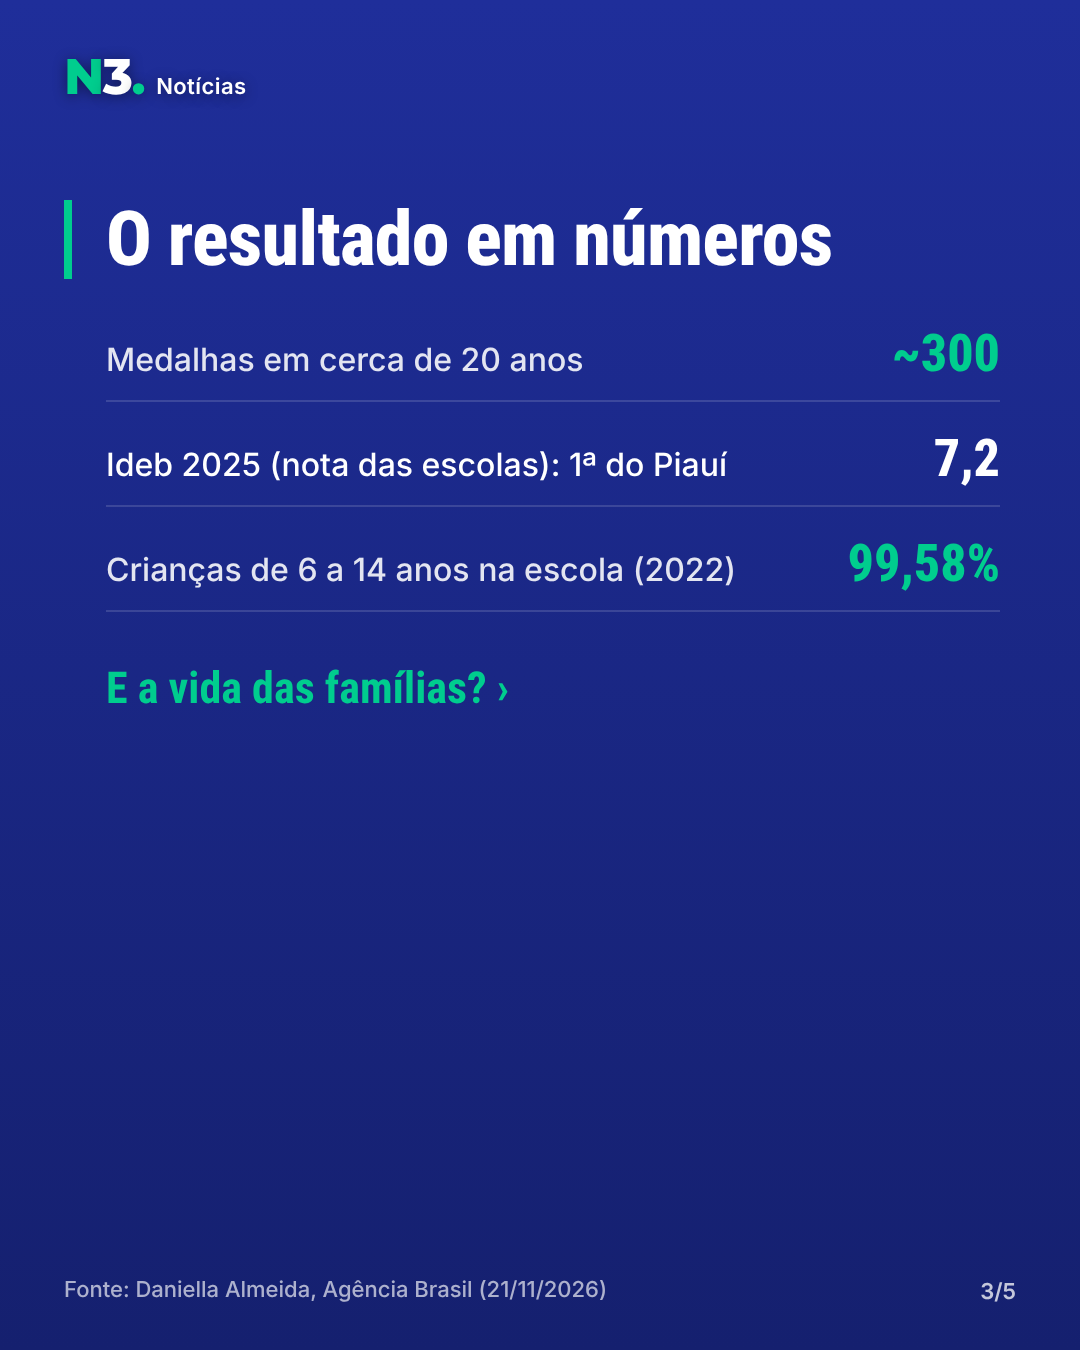 N3. Notícias
O resultado em números
Medalhas em cerca de 20 anos ~300
Ideb 2025 (nota das escolas): 1ª do Piauí 7,2
Crianças de 6 a 14 anos na escola (2022) 99,58%
E a vida das famílias? ›
Fonte: Daniella Almeida, Agência Brasil (21/11/2026) 3/5